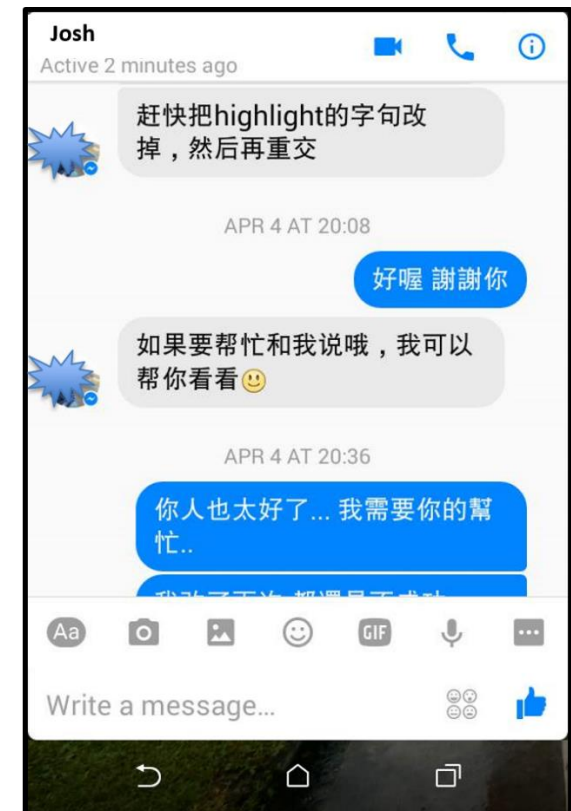 Josh
Active 2 minutes ago
赶快把highlight的字句改
掉，然后再重交
APR 4 AT 20:08
好喔 謝謝你
如果要帮忙和我说哦，我可以
帮你看看🙂
APR 4 AT 20:36
你人也太好了... 我需要你的幫
忙..
Aa
GIF
Write a message...